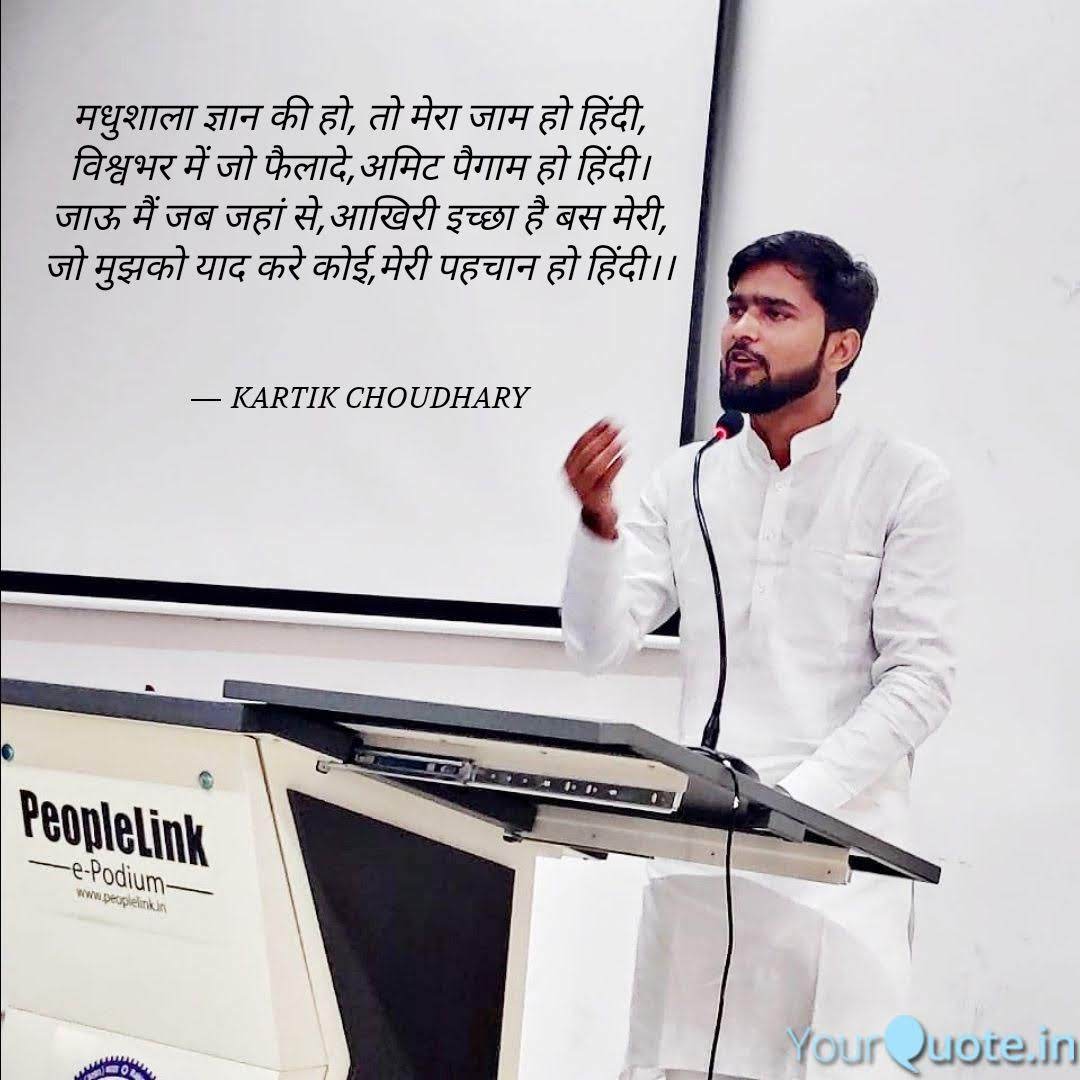 मधुशाला ज्ञान की हो, तो मेरा जाम हो हिंदी,
विश्वभर में जो फैलादे,अमिट पैगाम हो हिंदी।
जाऊ मैं जब जहां से,आखिरी इच्छा है बस मेरी,
जो मुझको याद करे कोई,मेरी पहचान हो हिंदी।।
— KARTIK CHOUDHARY
PeopleLink
e-Podium
www.peoplelink.in
YourQuote.in